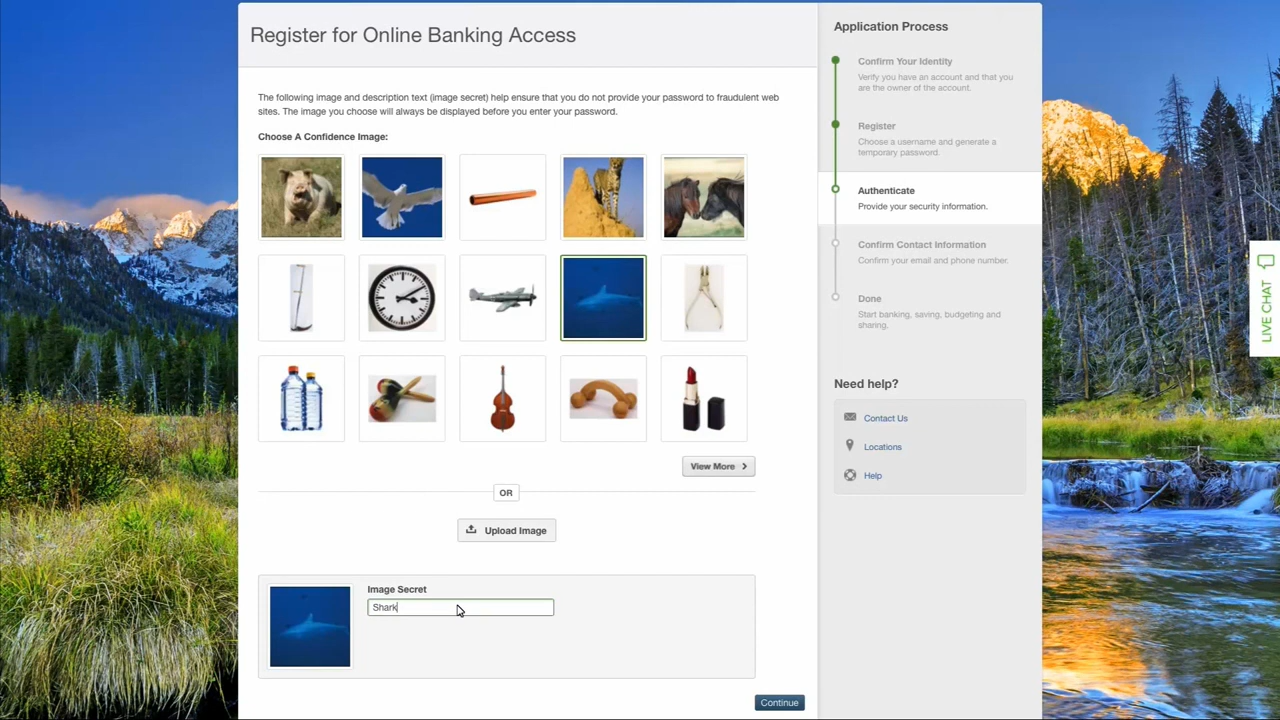 Register for Online Banking Access
The following image and description text (image secret) help ensure that you do not provide your password to fraudulent web
sites. The image you choose will always be displayed before you enter your password.
Choose A Confidence Image:
View More
OR
Upload Image
Image Secret
Shark
Continue
Application Process
Confirm Your Identity
Verify you have an account and that you
are the owner of the account.
Register
Choose a username and generate a
temporary password.
Authenticate
Provide your security information.
Confirm Contact Information
Confirm your email and phone number.
Done
Start banking, saving, budgeting and
sharing.
Need help?
Contact Us
Locations
Help
LIVE CHAT